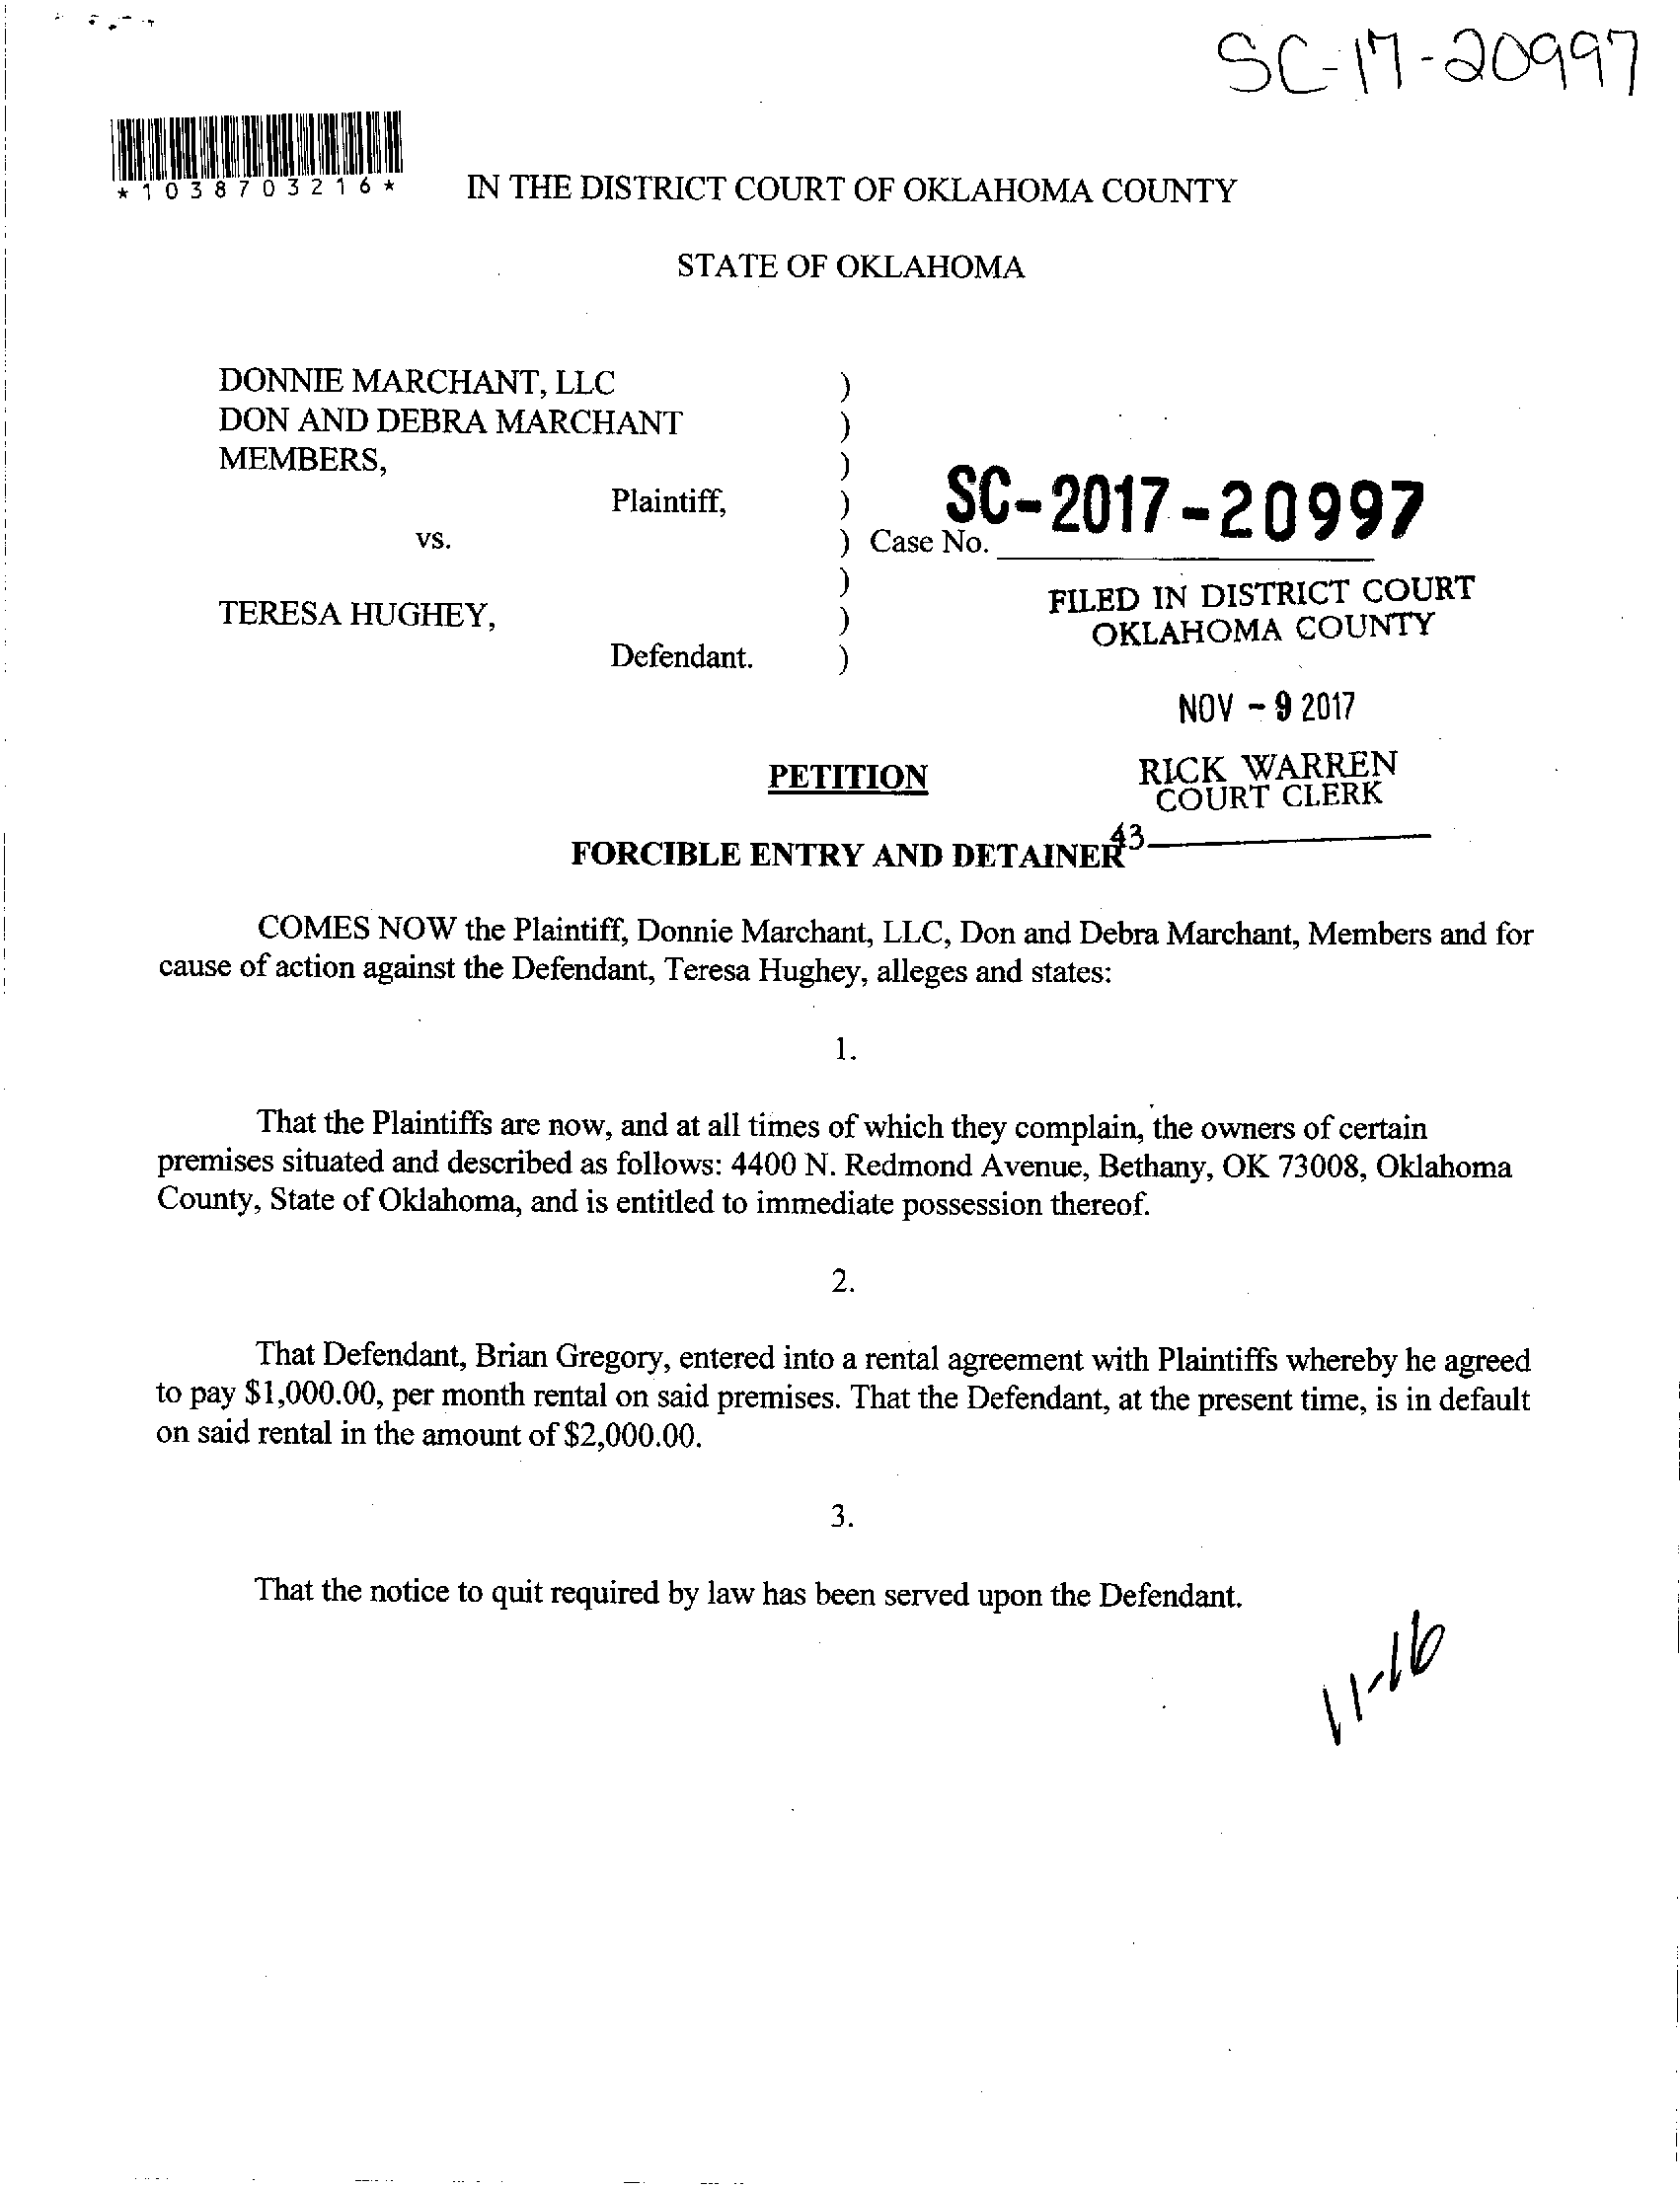 SC-17-20997
*1038703216*
IN THE DISTRICT COURT OF OKLAHOMA COUNTY
STATE OF OKLAHOMA
DONNIE MARCHANT, LLC )
DON AND DEBRA MARCHANT )
MEMBERS, )
Plaintiff, )
vs. ) Case No. SC-2017-20997
)
TERESA HUGHEY, )
Defendant. )
FILED IN DISTRICT COURT
OKLAHOMA COUNTY
NOV - 9 2017
RICK WARREN
COURT CLERK
43
PETITION
FORCIBLE ENTRY AND DETAINER
COMES NOW the Plaintiff, Donnie Marchant, LLC, Don and Debra Marchant, Members and for
cause of action against the Defendant, Teresa Hughey, alleges and states:
1.
That the Plaintiffs are now, and at all times of which they complain, the owners of certain
premises situated and described as follows: 4400 N. Redmond Avenue, Bethany, OK 73008, Oklahoma
County, State of Oklahoma, and is entitled to immediate possession thereof.
2.
That Defendant, Brian Gregory, entered into a rental agreement with Plaintiffs whereby he agreed
to pay $1,000.00, per month rental on said premises. That the Defendant, at the present time, is in default
on said rental in the amount of $2,000.00.
3.
That the notice to quit required by law has been served upon the Defendant.
11-16